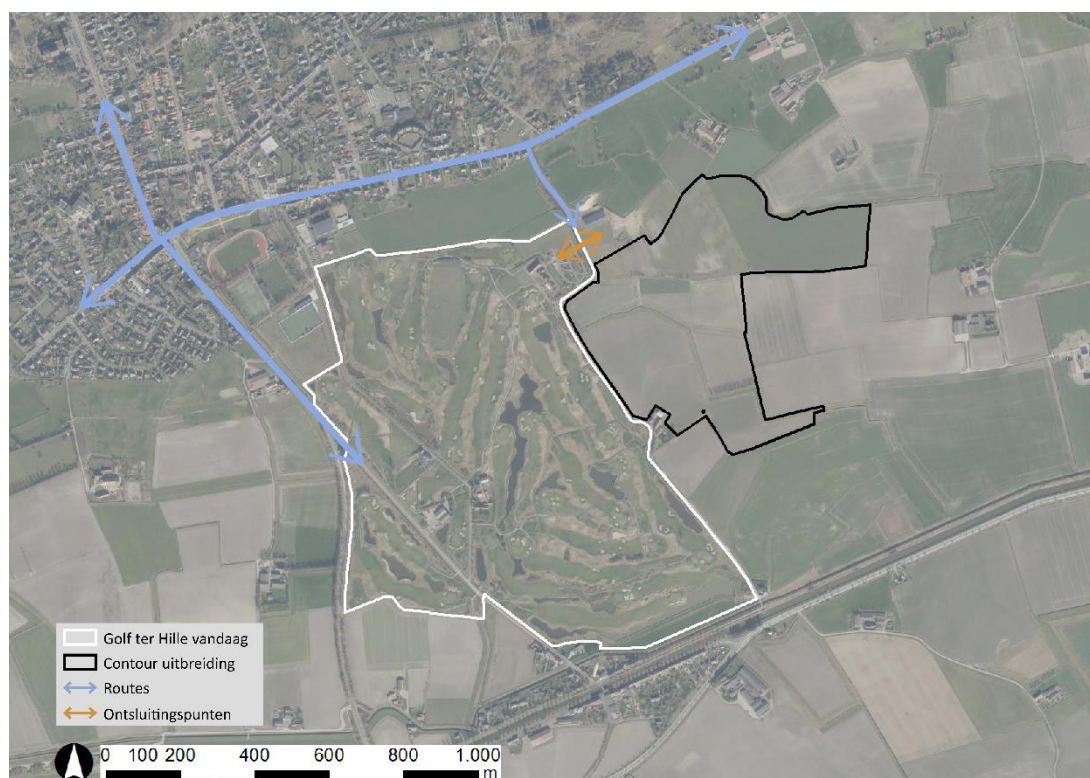 Golf ter Hille vandaag
Contour uitbreiding
Routes
Ontsluitingspunten
0 100 200 400 600 800 1.000
m